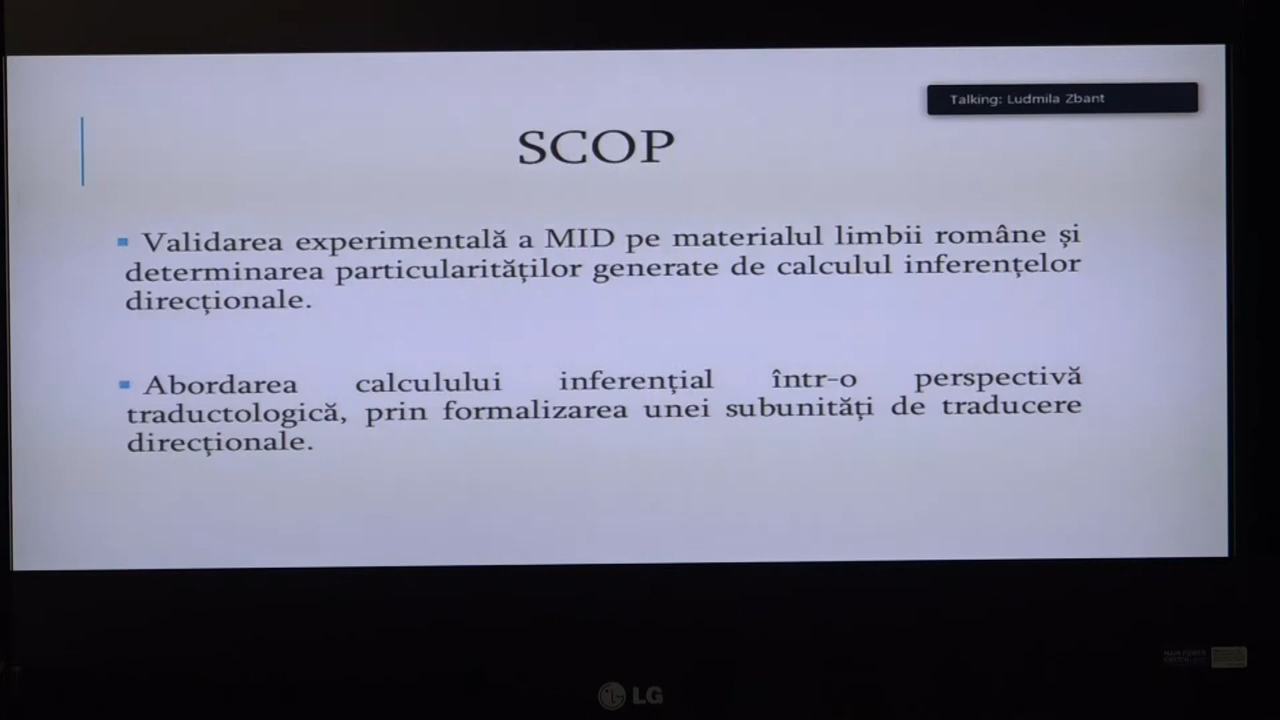 Talking: Ludmila Zbant
SCOP
Validarea experimentală a MID pe materialul limbii române și
determinarea particularităților generate de calculul inferențelor
direcționale.
Abordarea calculului inferențial într-o perspectivă
traductologică, prin formalizarea unei subunități de traducere
direcționale.
LG